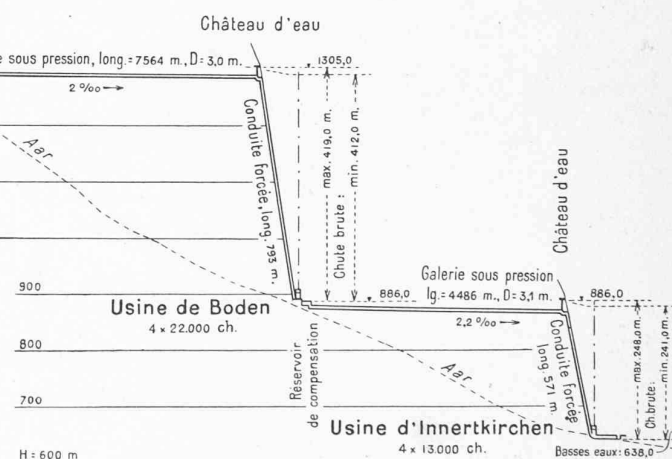 Château d'eau
sous pression, long.=7564 m., D=3,0 m.
1305,0
2 ‰
Aar
Conduite forcée, long. 793 m.
max. 419,0 m.
min. 412,0 m.
Chute brute :
Château d'eau
Galerie sous pression
lg.=4486 m., D=3,1 m.
900
886,0
886,0
Usine de Boden
4 x 22.000 ch.
2,2 ‰
800
Réservoir
de compensation
Aar
Conduite forcée
long. 571 m.
max. 248,0 m.
min. 241,0 m.
Ch. brute :
700
Usine d'Innertkirchen
4 x 13.000 ch.
Basses eaux: 638,0
H = 600 m